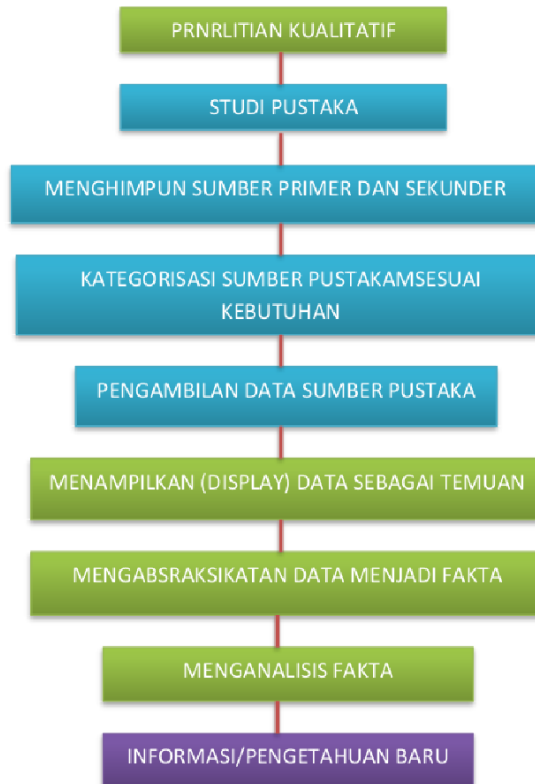 PRNRLITIAN KUALITATIF
STUDI PUSTAKA
MENGHIMPUN SUMBER PRIMER DAN SEKUNDER
KATEGORISASI SUMBER PUSTAKAMSESUAI
KEBUTUHAN
PENGAMBILAN DATA SUMBER PUSTAKA
MENAMPILKAN (DISPLAY) DATA SEBAGAI TEMUAN
MENGABSRAKSIKATAN DATA MENJADI FAKTA
MENGANALISIS FAKTA
INFORMASI/PENGETAHUAN BARU